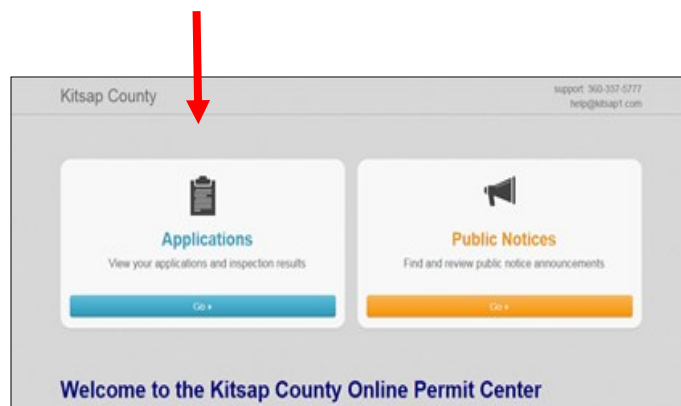 Kitsap County
support: 360-337-5777
help@kitsap1.com
Applications
View your applications and inspection results
Go
Public Notices
Find and review public notice announcements
Go
Welcome to the Kitsap County Online Permit Center